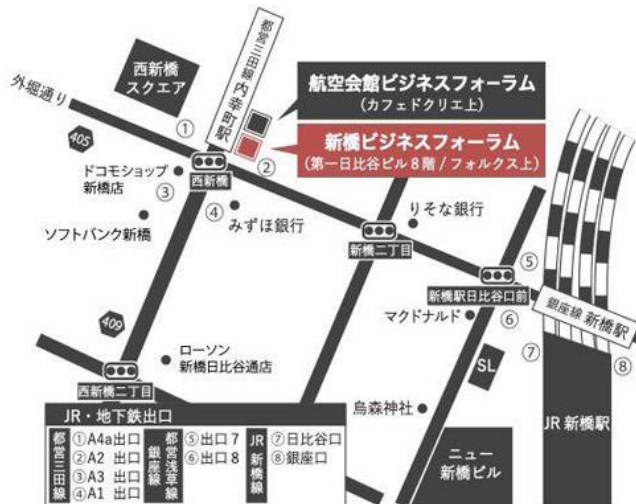 外堀通り
西新橋
スクエア
都営三田線内幸町駅
航空会館ビジネスフォーラム
(カフェドクリエ上)
新橋ビジネスフォーラム
(第一日比谷ビル8階/フォルクス上)
①
②
405
ドコモショップ
新橋店
③
西新橋
④
みずほ銀行
ソフトバンク新橋
りそな銀行
新橋二丁目
⑤
新橋駅日比谷口前
銀座線 新橋駅
マクドナルド
⑥
⑦
⑧
409
ローソン
新橋日比谷通店
SL
西新橋二丁目
烏森神社
JR 新橋駅
ニュー
新橋ビル
JR・地下鉄出口
都営三田線
①A4a出口
②A2 出口
③A3 出口
④A1 出口
銀座線
都営浅草線
⑤出口7
⑥出口8
JR新橋線
⑦日比谷口
⑧銀座口